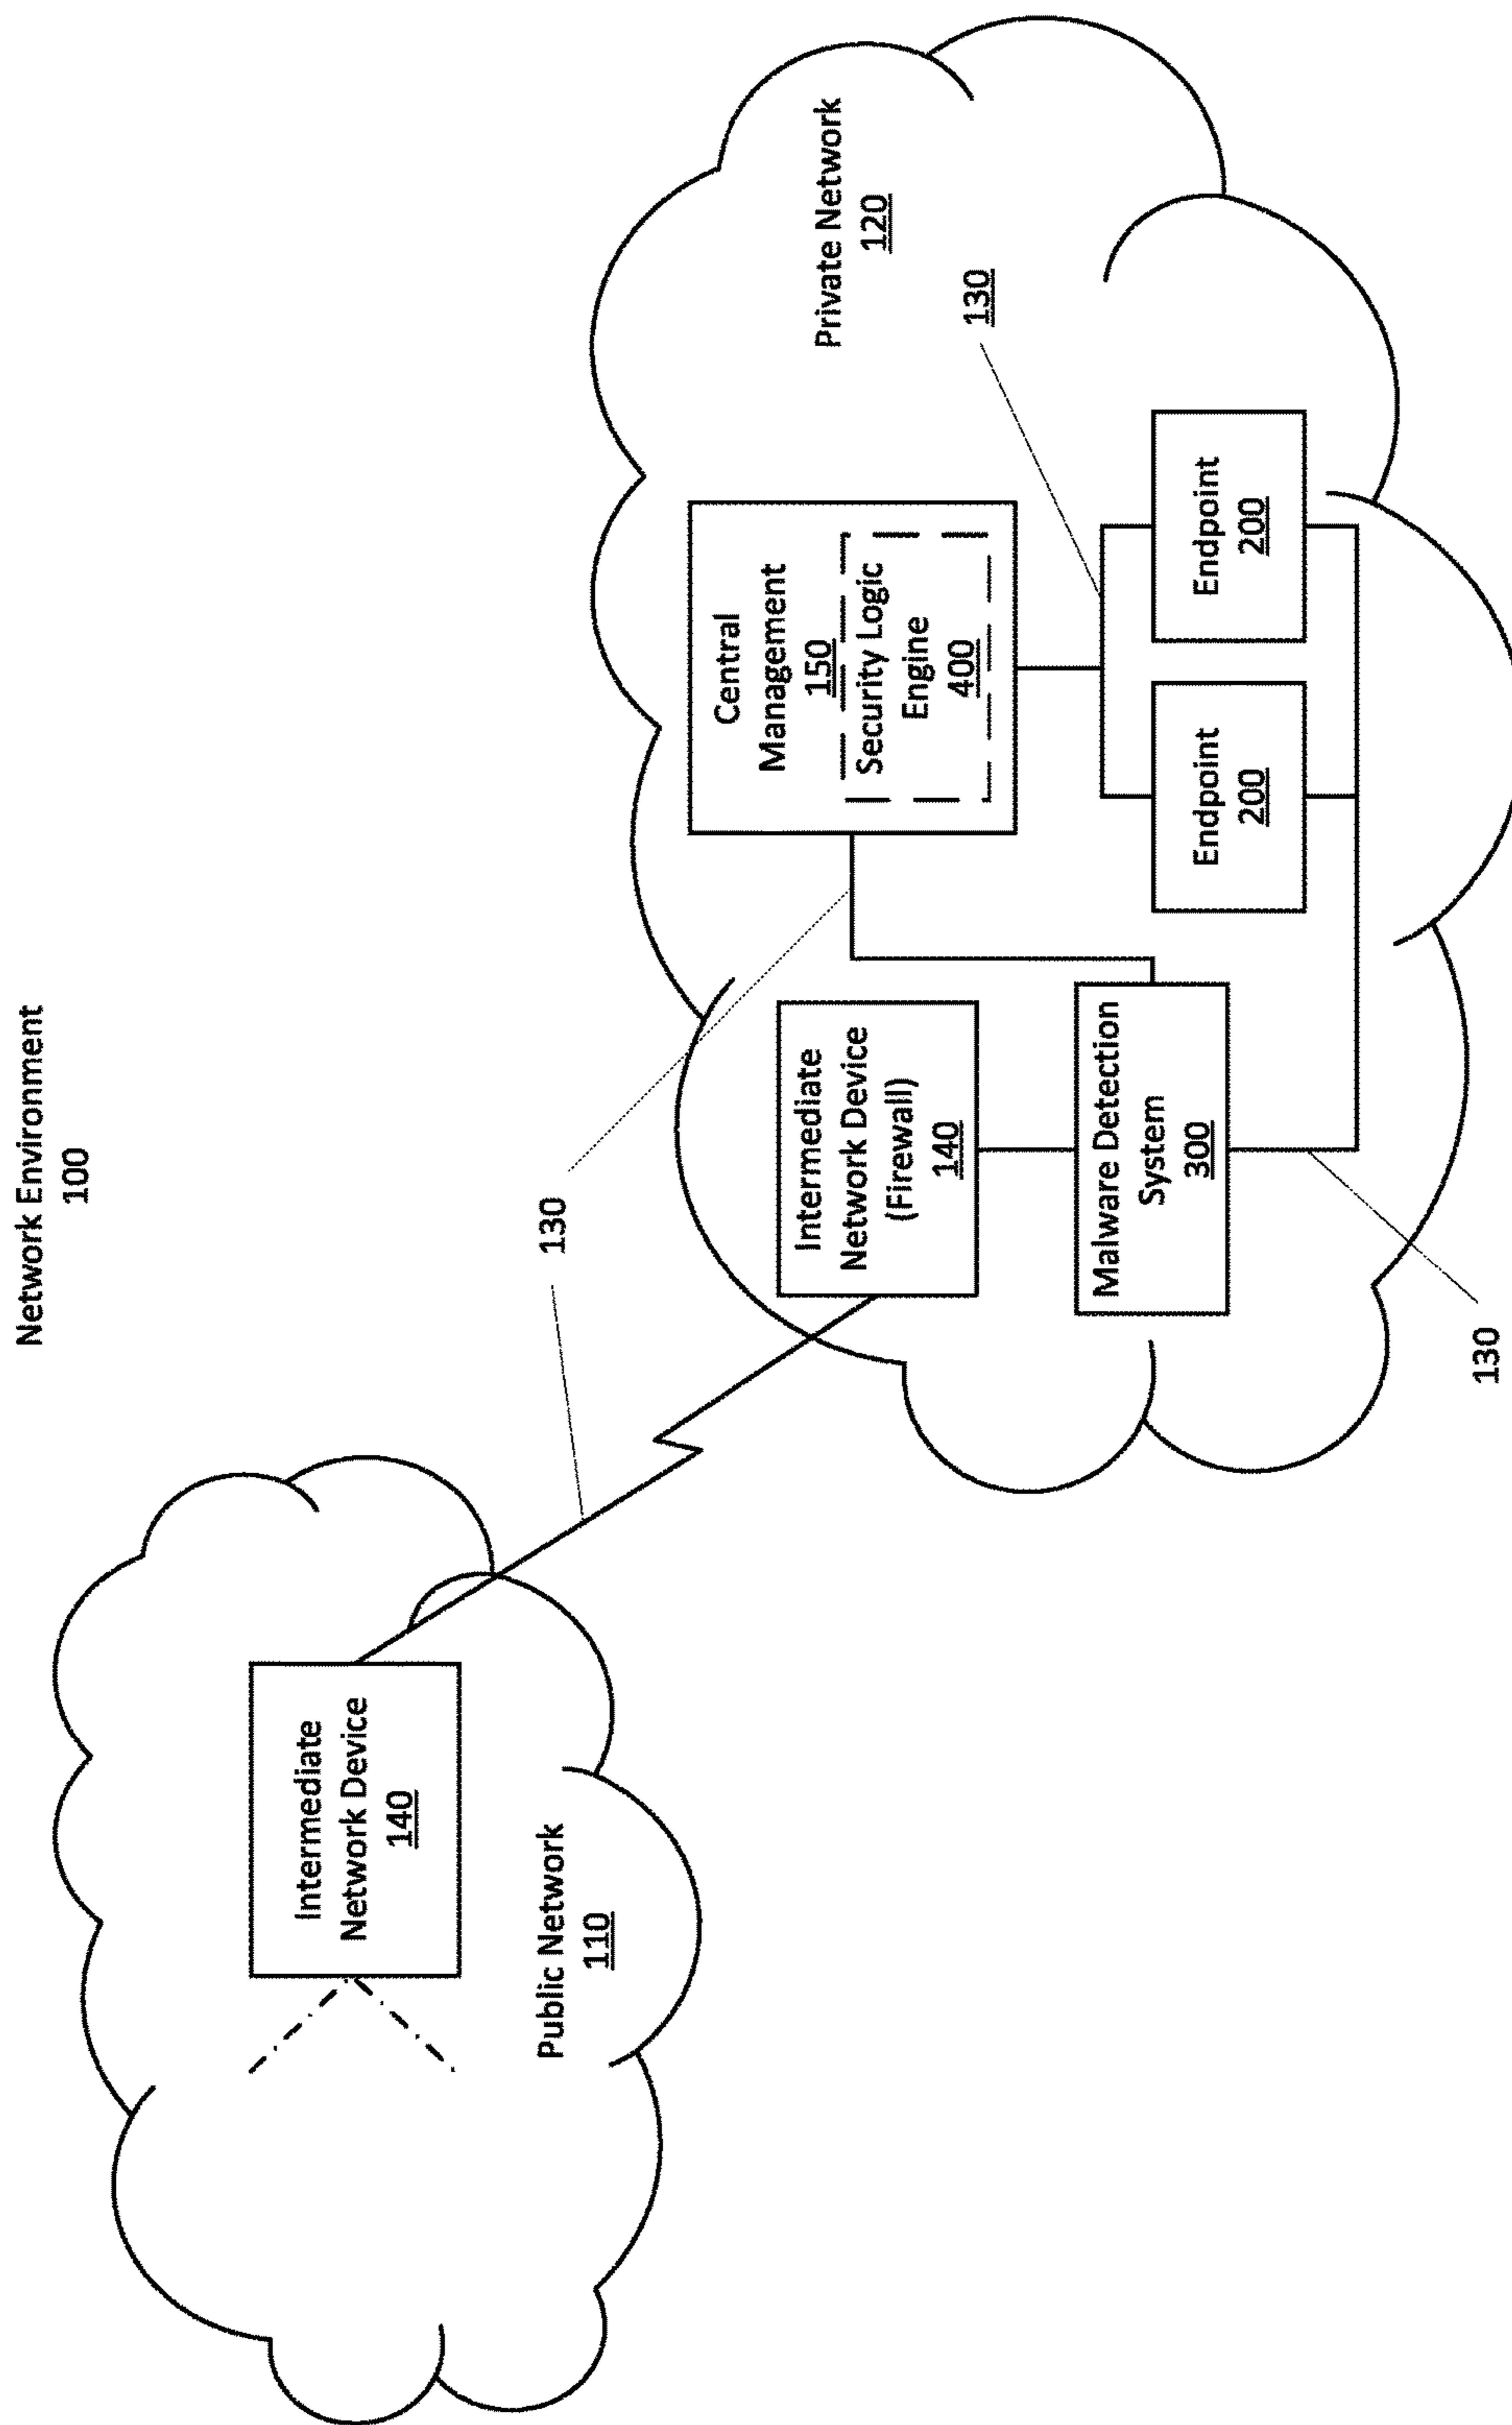 Network Environment
100
Intermediate
Network Device
140
Public Network
110
130
Intermediate
Network Device
(Firewall)
140
Malware Detection
System
300
130
Central
Management
150
Security Logic
Engine
400
Endpoint
200
Endpoint
200
130
Private Network
120